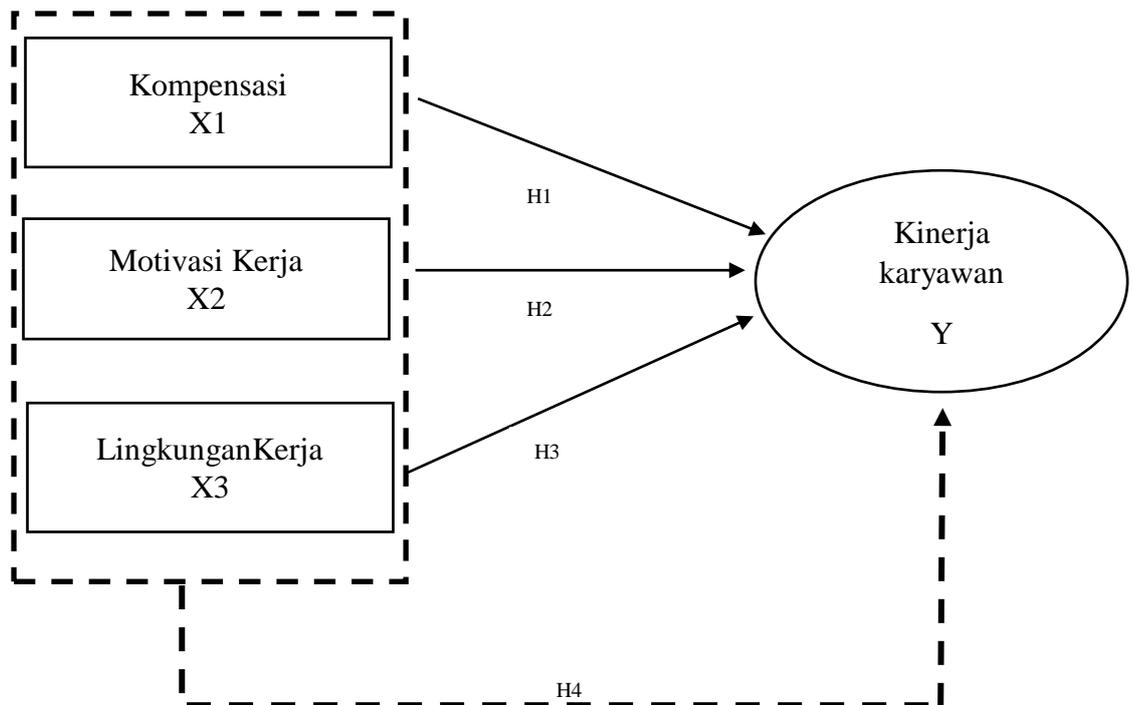 Kompensasi
X1
H1
Motivasi Kerja
X2
H2
LingkunganKerja
X3
H3
Kinerja
karyawan
Y
H4